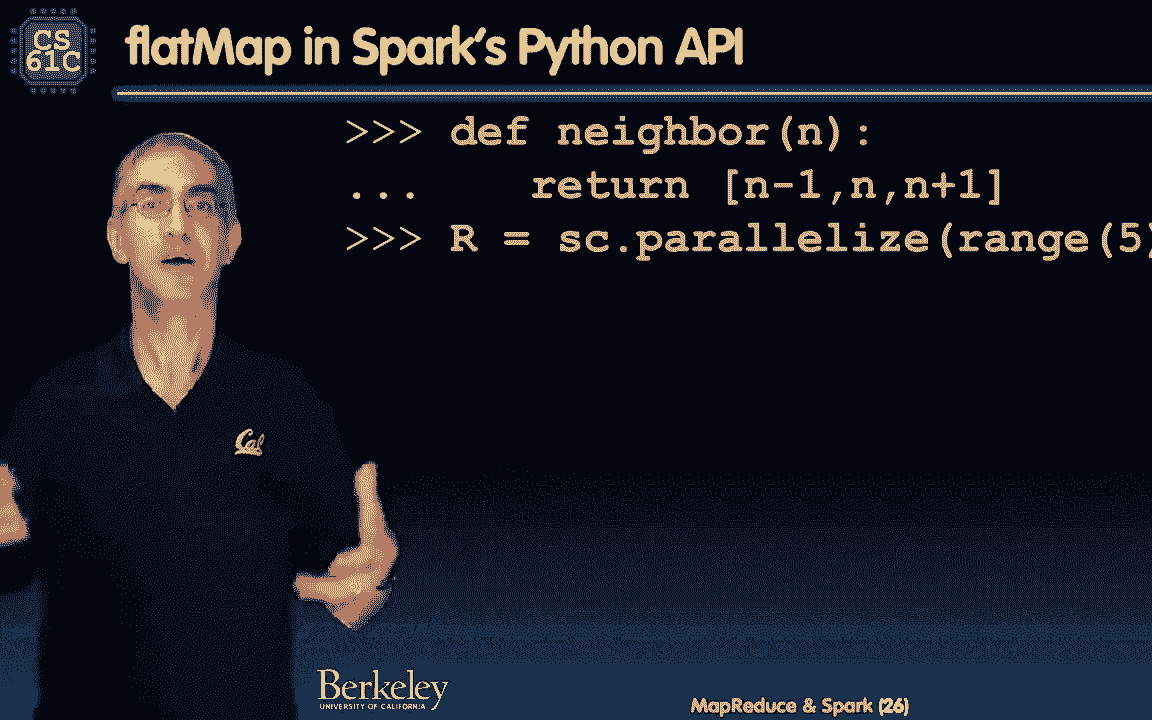 CS
61C
flatMap in Spark's Python API
>>> def neighbor(n):
... return [n-1,n,n+1]
>>> R = sc.parallelize(range(5)
Cal
Berkeley
UNIVERSITY OF CALIFORNIA
MapReduce & Spark (26)